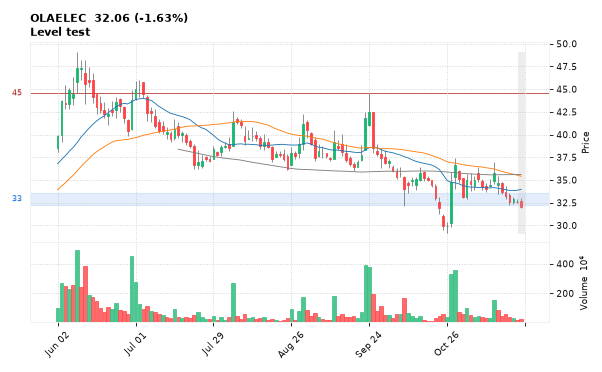 OLAELEC 32.06 (-1.63%)
Level test
50.0
47.5
45
45.0
42.5
40.0
Price
37.5
35.0
33
32.5
30.0
400
200
Volume 10⁶
Jun 02
Jul 01
Jul 29
Aug 26
Sep 24
Oct 26